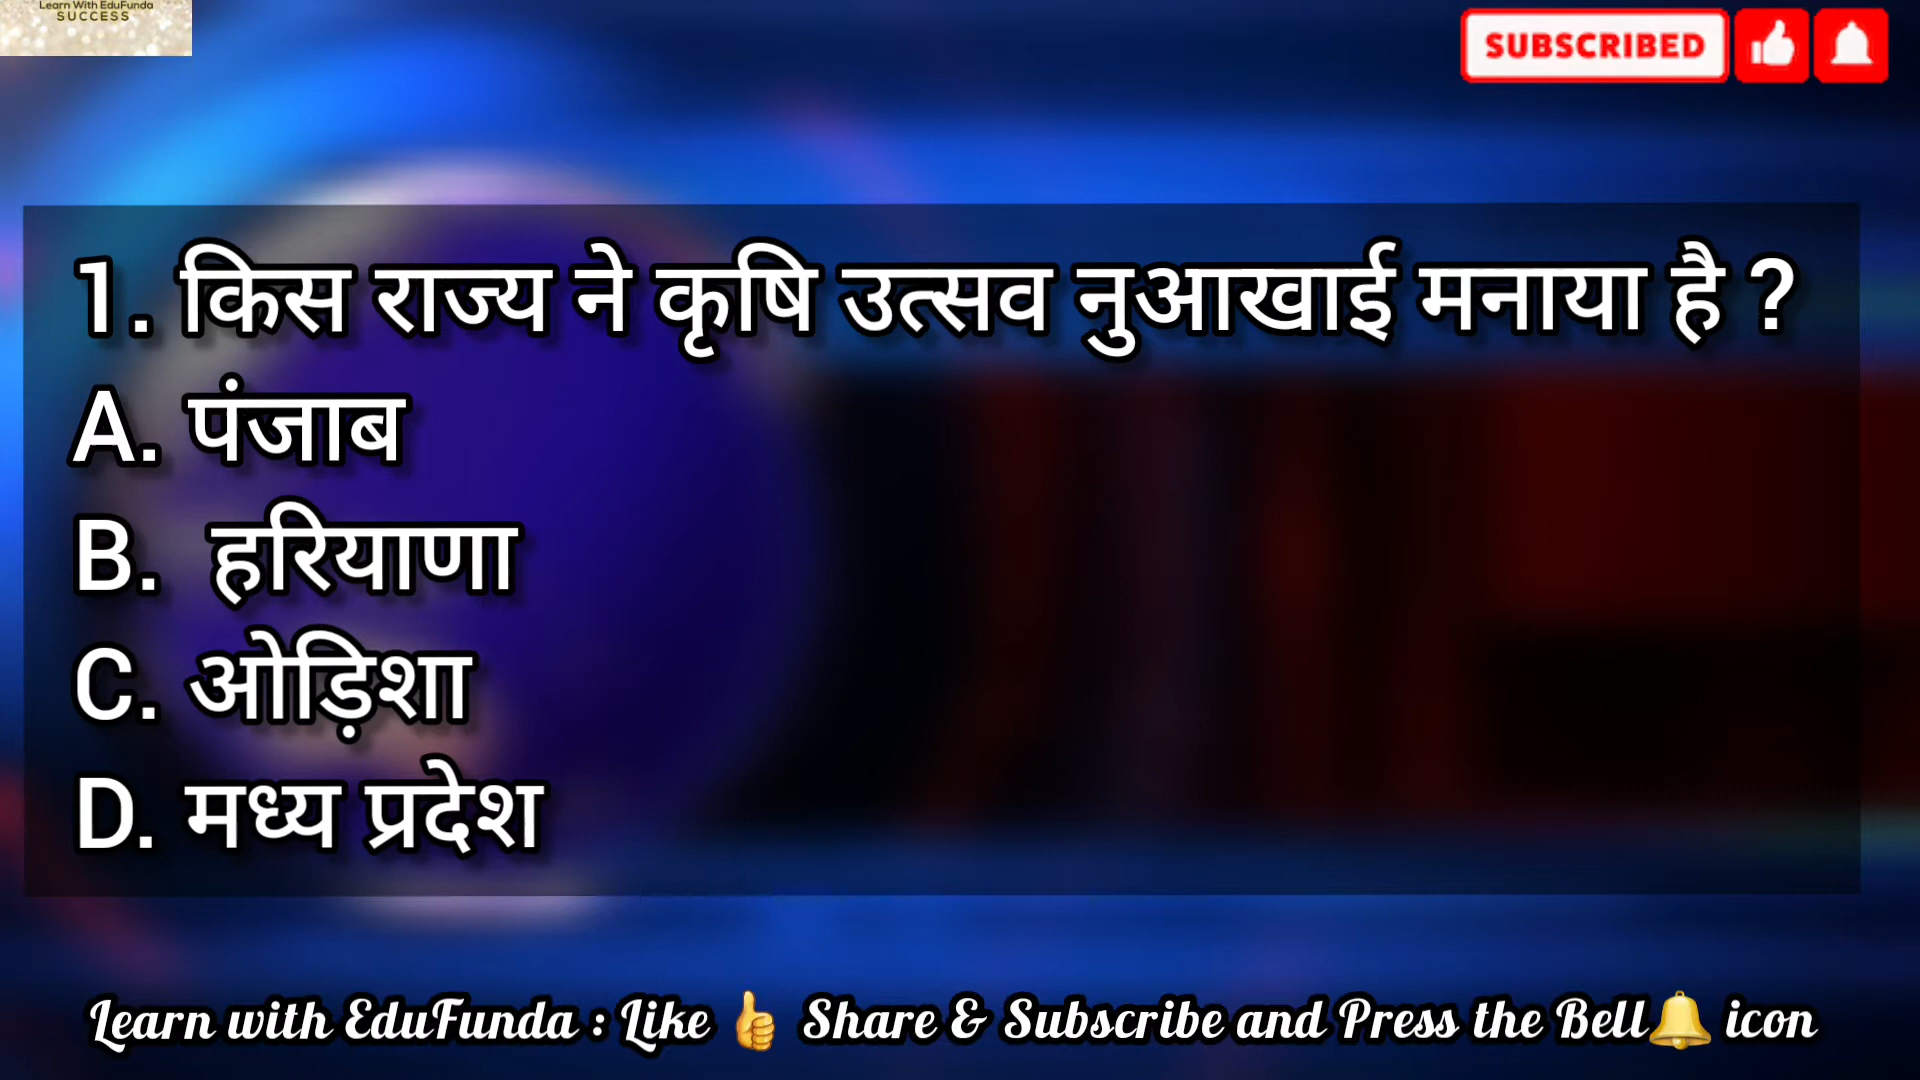 Learn With EduFunda
SUCCESS
SUBSCRIBED
1. किस राज्य ने कृषि उत्सव नुआखाई मनाया है ?
A. पंजाब
B. हरियाणा
C. ओड़िशा
D. मध्य प्रदेश
Learn with EduFunda : Like 👍 Share & Subscribe and Press the Bell🔔 icon